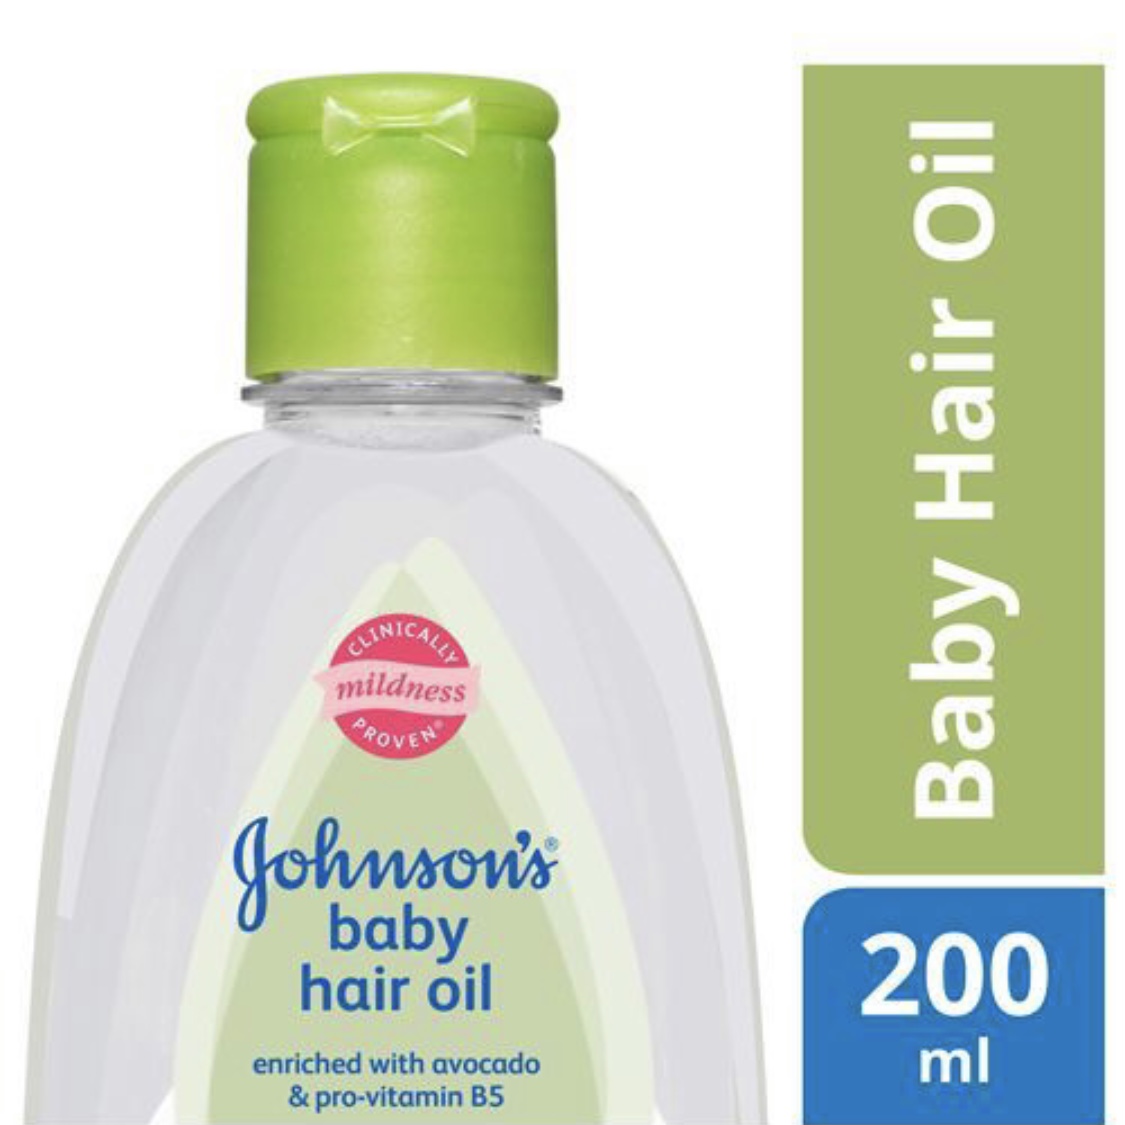 CLINICALLY
mildness
PROVEN®
Johnson's®
baby
hair oil
enriched with avocado
& pro-vitamin B5
Baby Hair Oil
200
ml